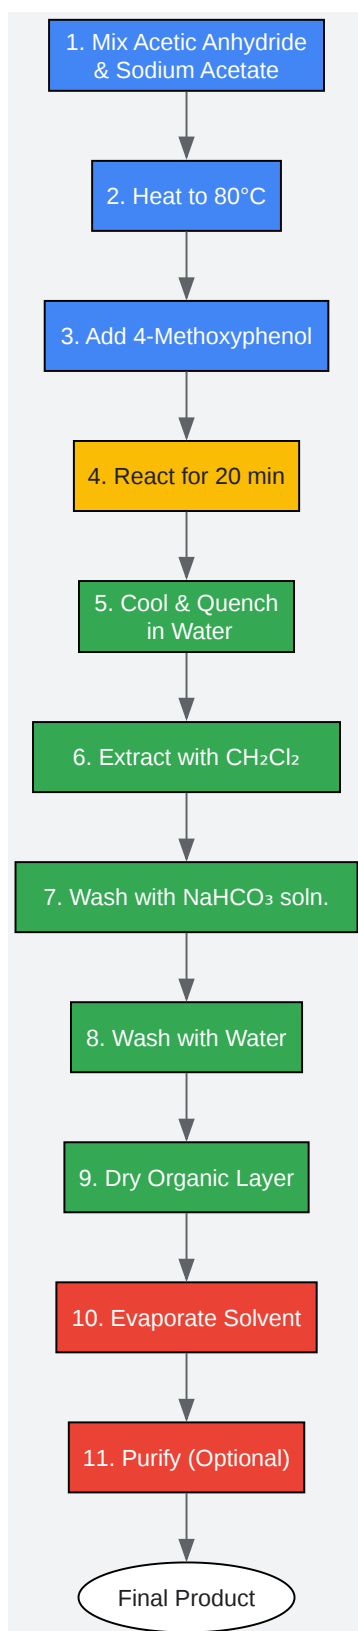 1. Mix Acetic Anhydride
& Sodium Acetate
2. Heat to 80°C
3. Add 4-Methoxyphenol
4. React for 20 min
5. Cool & Quench
in Water
6. Extract with CH₂Cl₂
7. Wash with NaHCO₃ soln.
8. Wash with Water
9. Dry Organic Layer
10. Evaporate Solvent
11. Purify (Optional)
Final Product